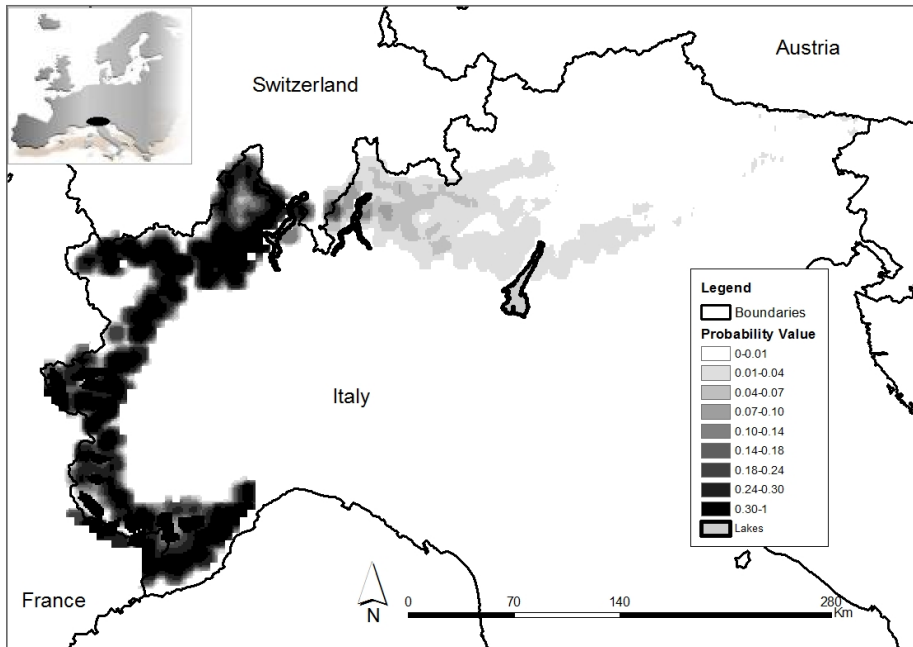 Austria
Switzerland
Legend
Boundaries
Probability Value
0-0.01
0.01-0.04
0.04-0.07
0.07-0.10
0.10-0.14
0.14-0.18
0.18-0.24
0.24-0.30
0.30-1
Lakes
Italy
France
N
0 70 140 280
Km